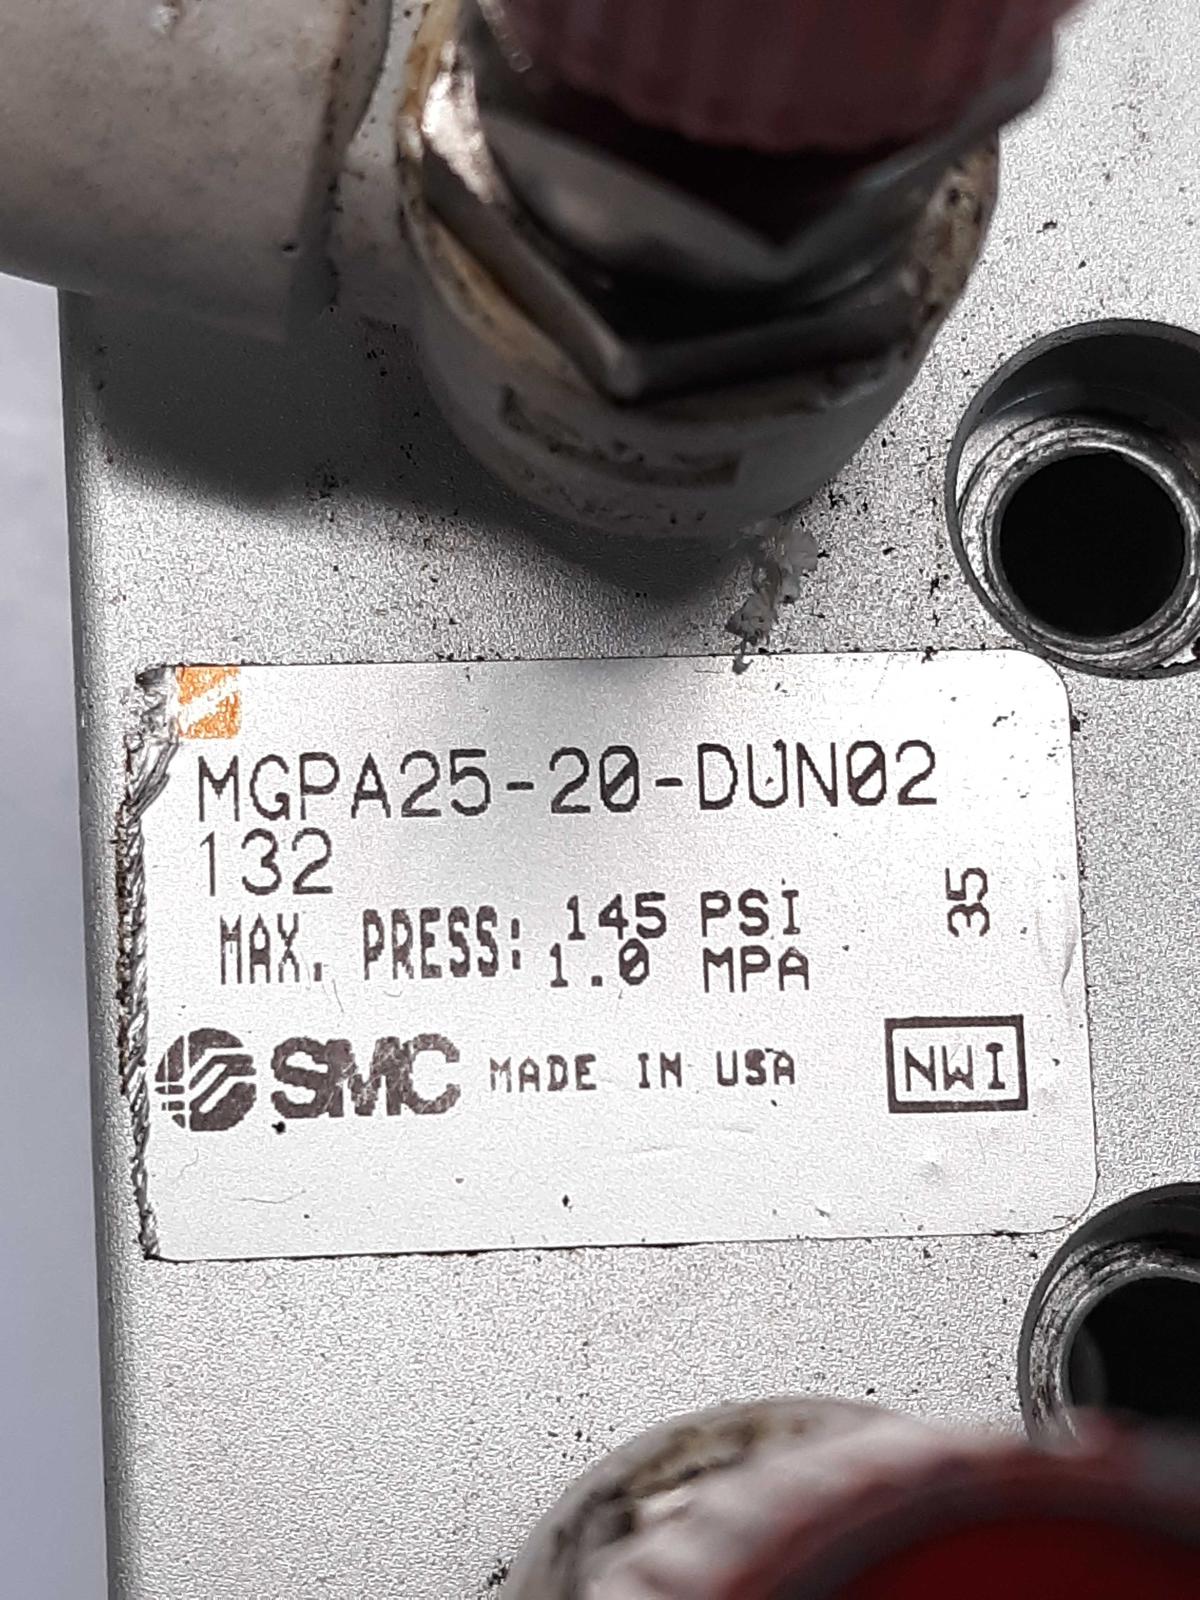 MGPA25-20-DUN02
132
35
MAX. PRESS: 145 PSI
1.0 MPA
SMC MADE IN USA
NWI